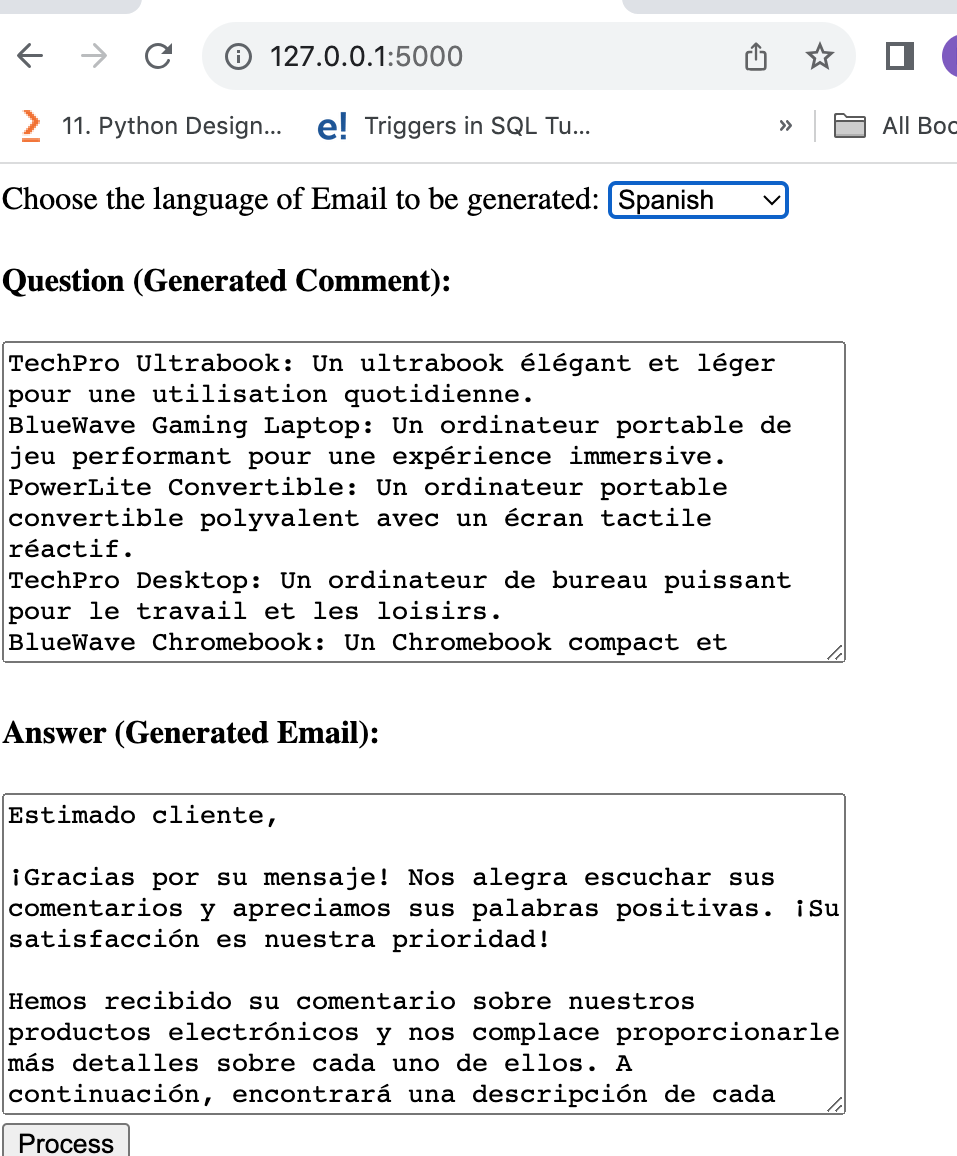 127.0.0.1:5000
11. Python Design...
e! Triggers in SQL Tu...
»
All Boo
Choose the language of Email to be generated: Spanish
Question (Generated Comment):
TechPro Ultrabook: Un ultrabook élégant et léger
pour une utilisation quotidienne.
BlueWave Gaming Laptop: Un ordinateur portable de
jeu performant pour une expérience immersive.
PowerLite Convertible: Un ordinateur portable
convertible polyvalent avec un écran tactile
réactif.
TechPro Desktop: Un ordinateur de bureau puissant
pour le travail et les loisirs.
BlueWave Chromebook: Un Chromebook compact et
Answer (Generated Email):
Estimado cliente,
¡Gracias por su mensaje! Nos alegra escuchar sus
comentarios y apreciamos sus palabras positivas. ¡Su
satisfacción es nuestra prioridad!
Hemos recibido su comentario sobre nuestros
productos electrónicos y nos complace proporcionarle
más detalles sobre cada uno de ellos. A
continuación, encontrará una descripción de cada
Process